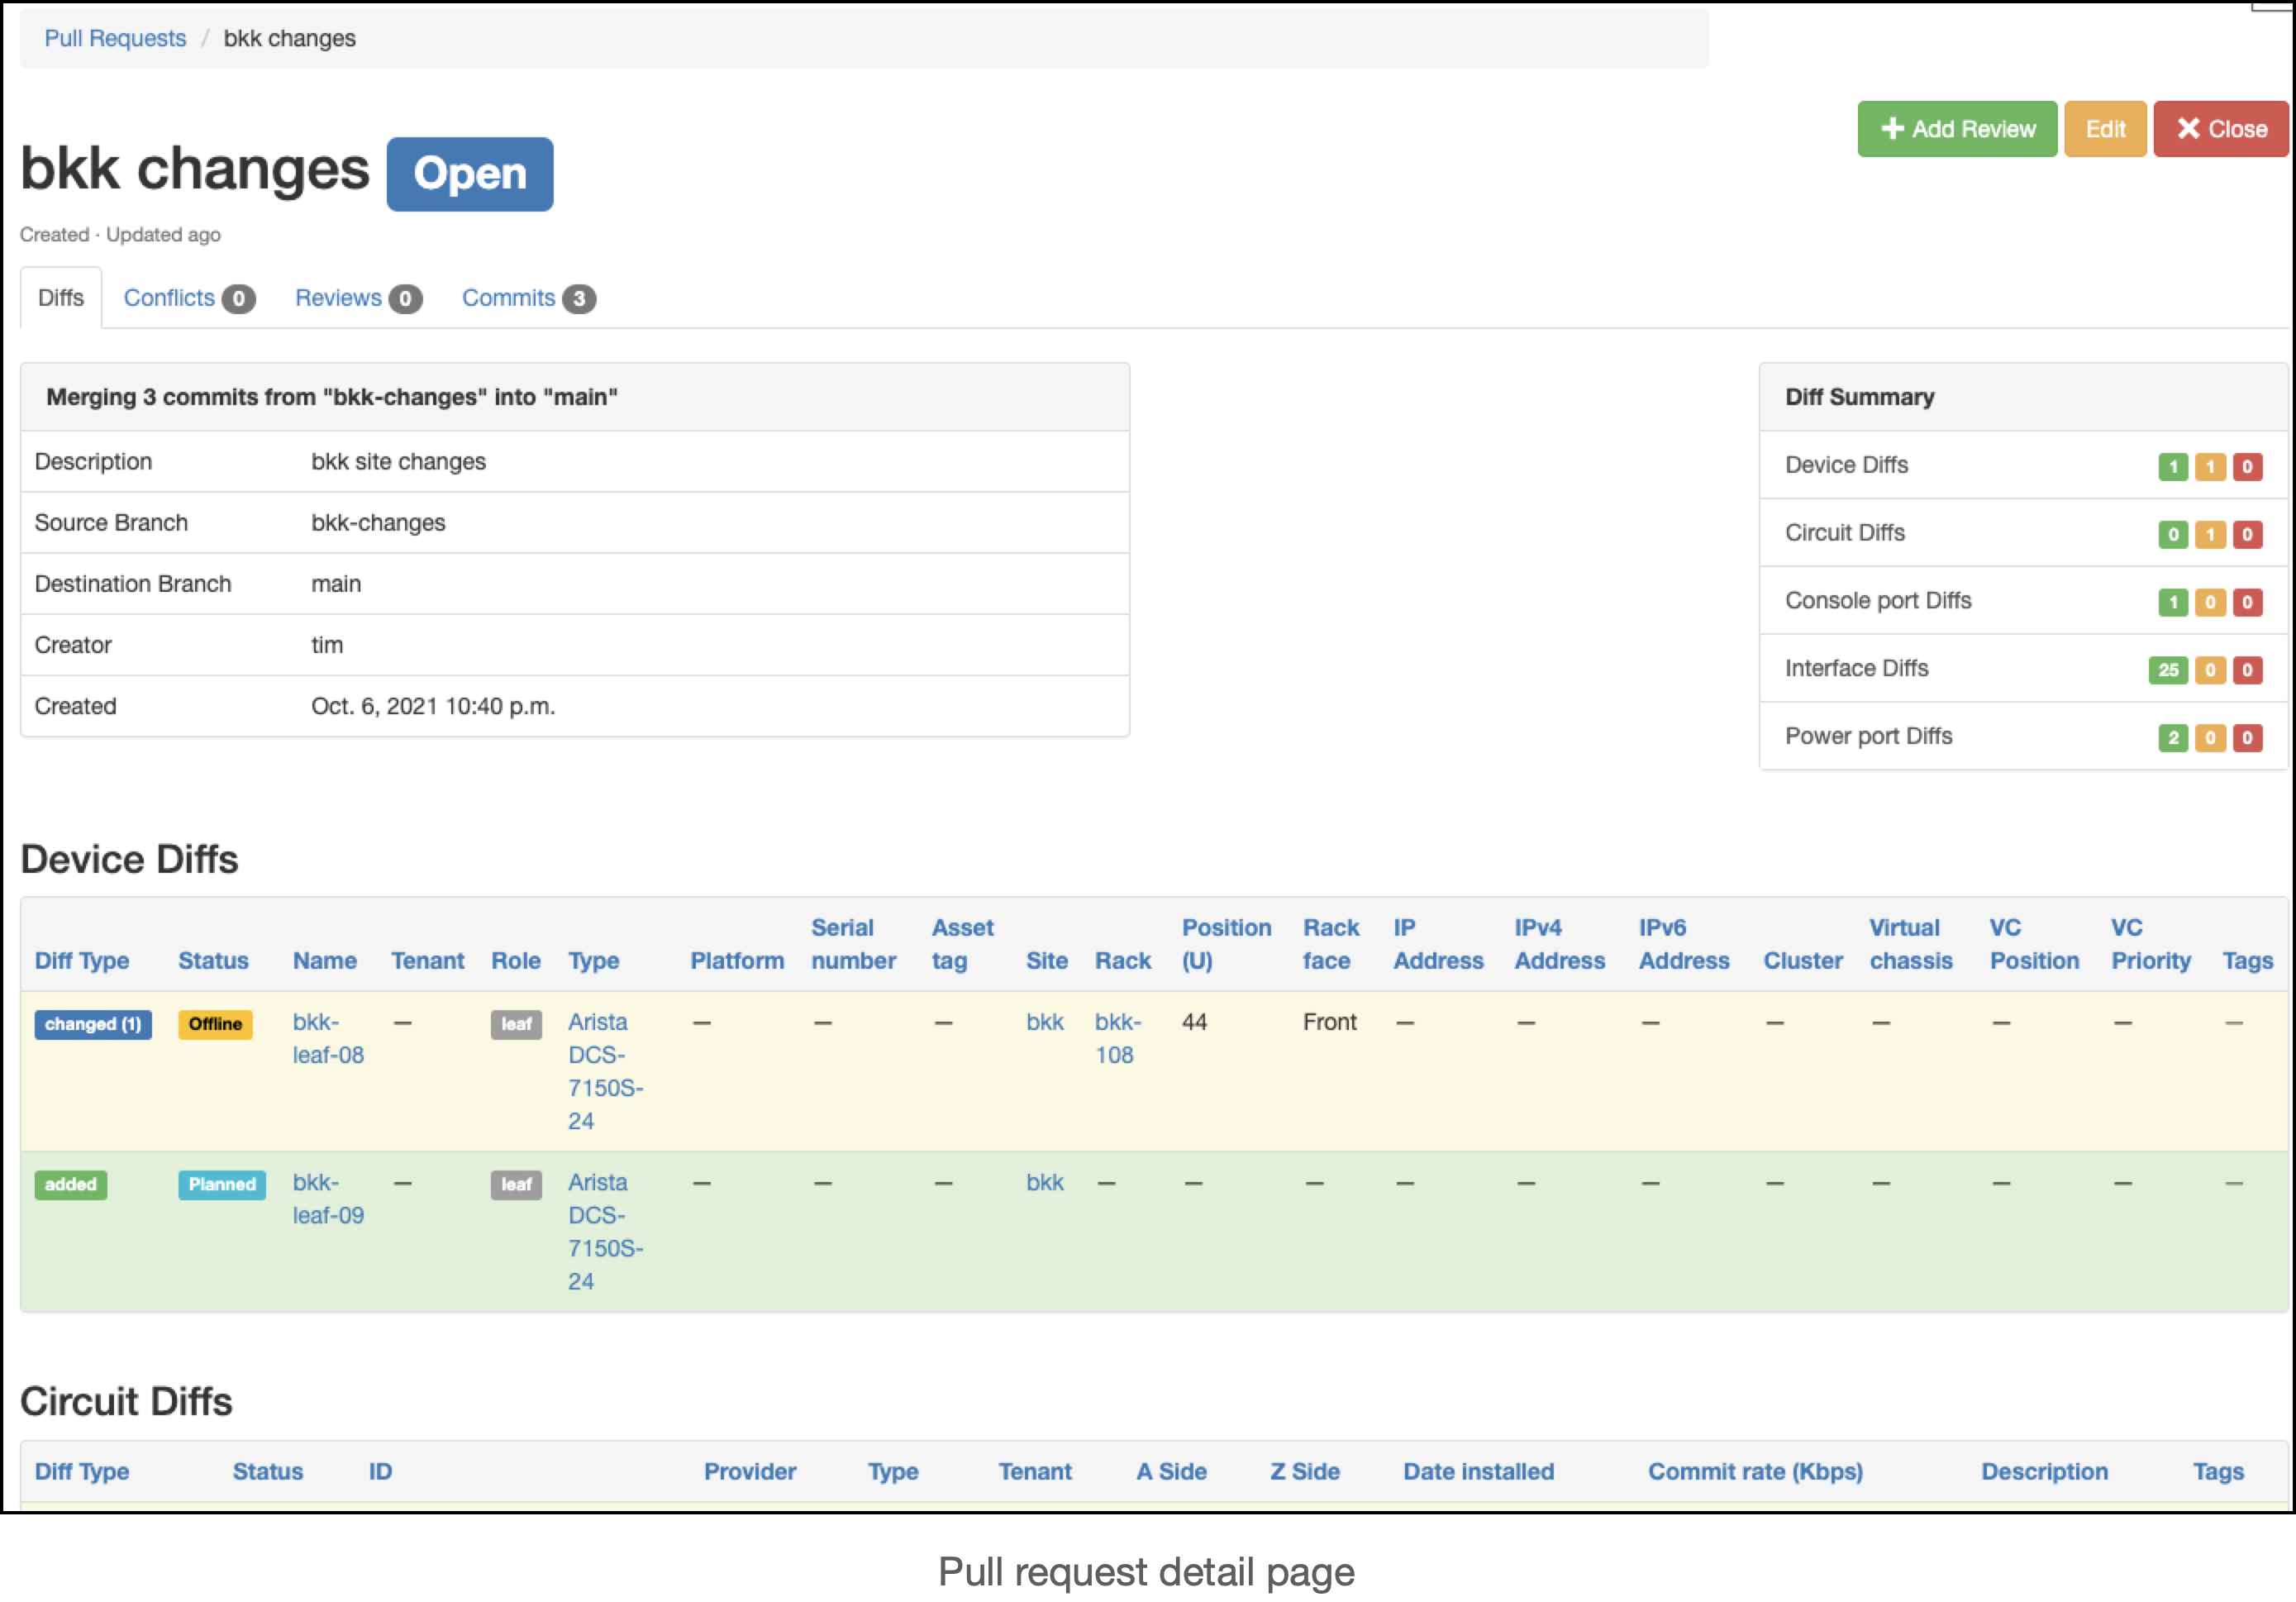 Pull Requests / bkk changes
+ Add Review Edit ✕ Close
bkk changes Open
Created · Updated ago
Diffs Conflicts 0 Reviews 0 Commits 3
Merging 3 commits from "bkk-changes" into "main"
Description bkk site changes
Source Branch bkk-changes
Destination Branch main
Creator tim
Created Oct. 6, 2021 10:40 p.m.
Diff Summary
Device Diffs 1 1 0
Circuit Diffs 0 1 0
Console port Diffs 1 0 0
Interface Diffs 25 0 0
Power port Diffs 2 0 0
Device Diffs
Serial Asset Position Rack IP IPv4 IPv6 Virtual VC VC
Diff Type Status Name Tenant Role Type Platform number tag Site Rack (U) face Address Address Address Cluster chassis Position Priority Tags
changed (1) Offline bkk- — leaf Arista — — — bkk bkk- 44 Front — — — — — — — —
leaf-08 DCS- 108
7150S-
24
added Planned bkk- — leaf Arista — — — bkk — — — — — — — — — — —
leaf-09 DCS-
7150S-
24
Circuit Diffs
Diff Type Status ID Provider Type Tenant A Side Z Side Date installed Commit rate (Kbps) Description Tags
Pull request detail page